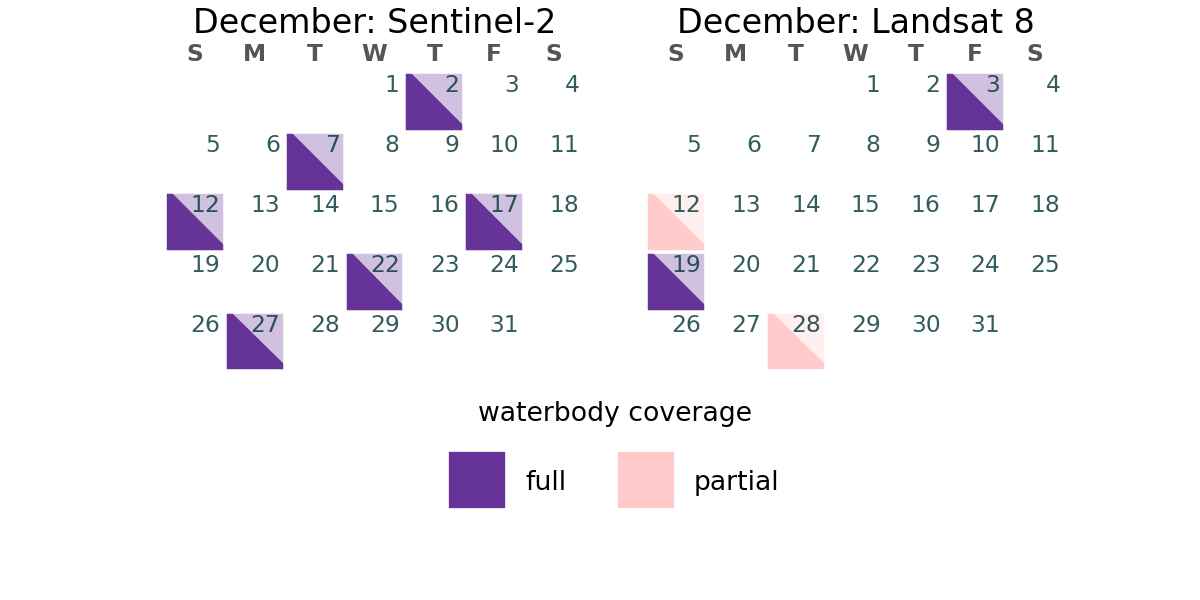 December: Sentinel-2
S M T W T F S
1 2 3 4
5 6 7 8 9 10 11
12 13 14 15 16 17 18
19 20 21 22 23 24 25
26 27 28 29 30 31
December: Landsat 8
S M T W T F S
1 2 3 4
5 6 7 8 9 10 11
12 13 14 15 16 17 18
19 20 21 22 23 24 25
26 27 28 29 30 31
waterbody coverage
full partial